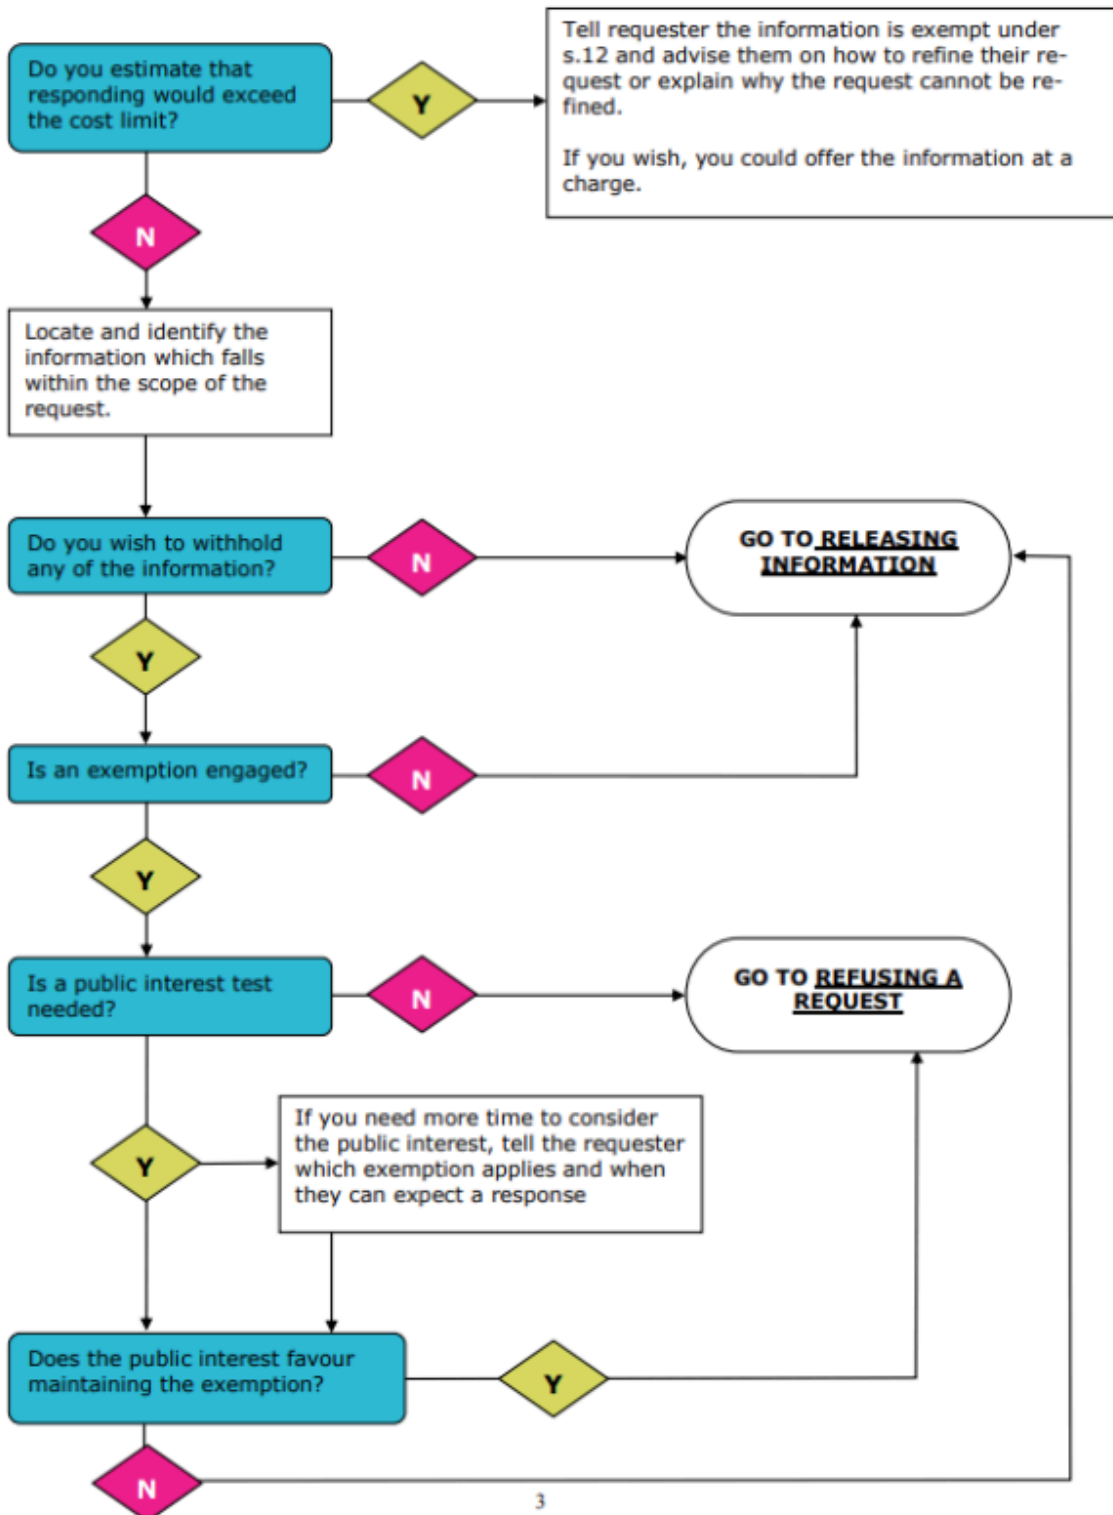 Tell requester the information is exempt under
s.12 and advise them on how to refine their re-
quest or explain why the request cannot be re-
fined.
If you wish, you could offer the information at a
charge.
Do you estimate that
responding would exceed
the cost limit?
Y
N
Locate and identify the
information which falls
within the scope of the
request.
Do you wish to withhold
any of the information?
N
GO TO RELEASING
INFORMATION
Y
Is an exemption engaged?
N
Y
Is a public interest test
needed?
N
GO TO REFUSING A
REQUEST
If you need more time to consider
the public interest, tell the requester
which exemption applies and when
they can expect a response
Y
Does the public interest favour
maintaining the exemption?
Y
N
3